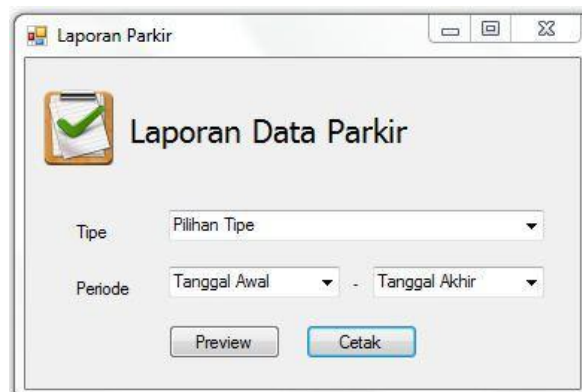 Laporan Parkir
Laporan Data Parkir
Tipe Pilihan Tipe
Periode Tanggal Awal - Tanggal Akhir
Preview Cetak